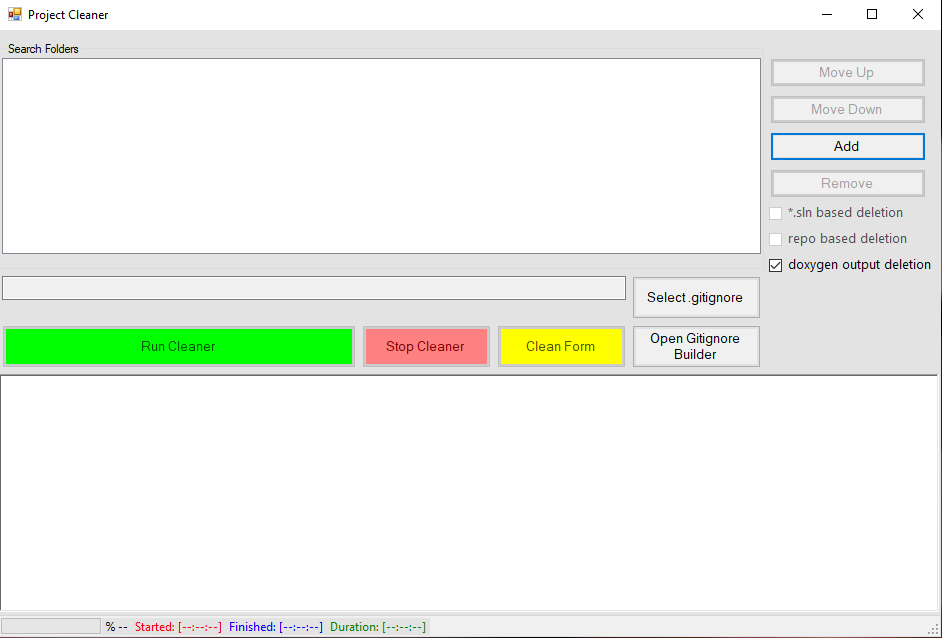 Project Cleaner
Search Folders
Move Up
Move Down
Add
Remove
*.sln based deletion
repo based deletion
doxygen output deletion
Select .gitignore
Run Cleaner
Stop Cleaner
Clean Form
Open Gitignore
Builder
% -- Started: [--:--:--] Finished: [--:--:--] Duration: [--:--:--]